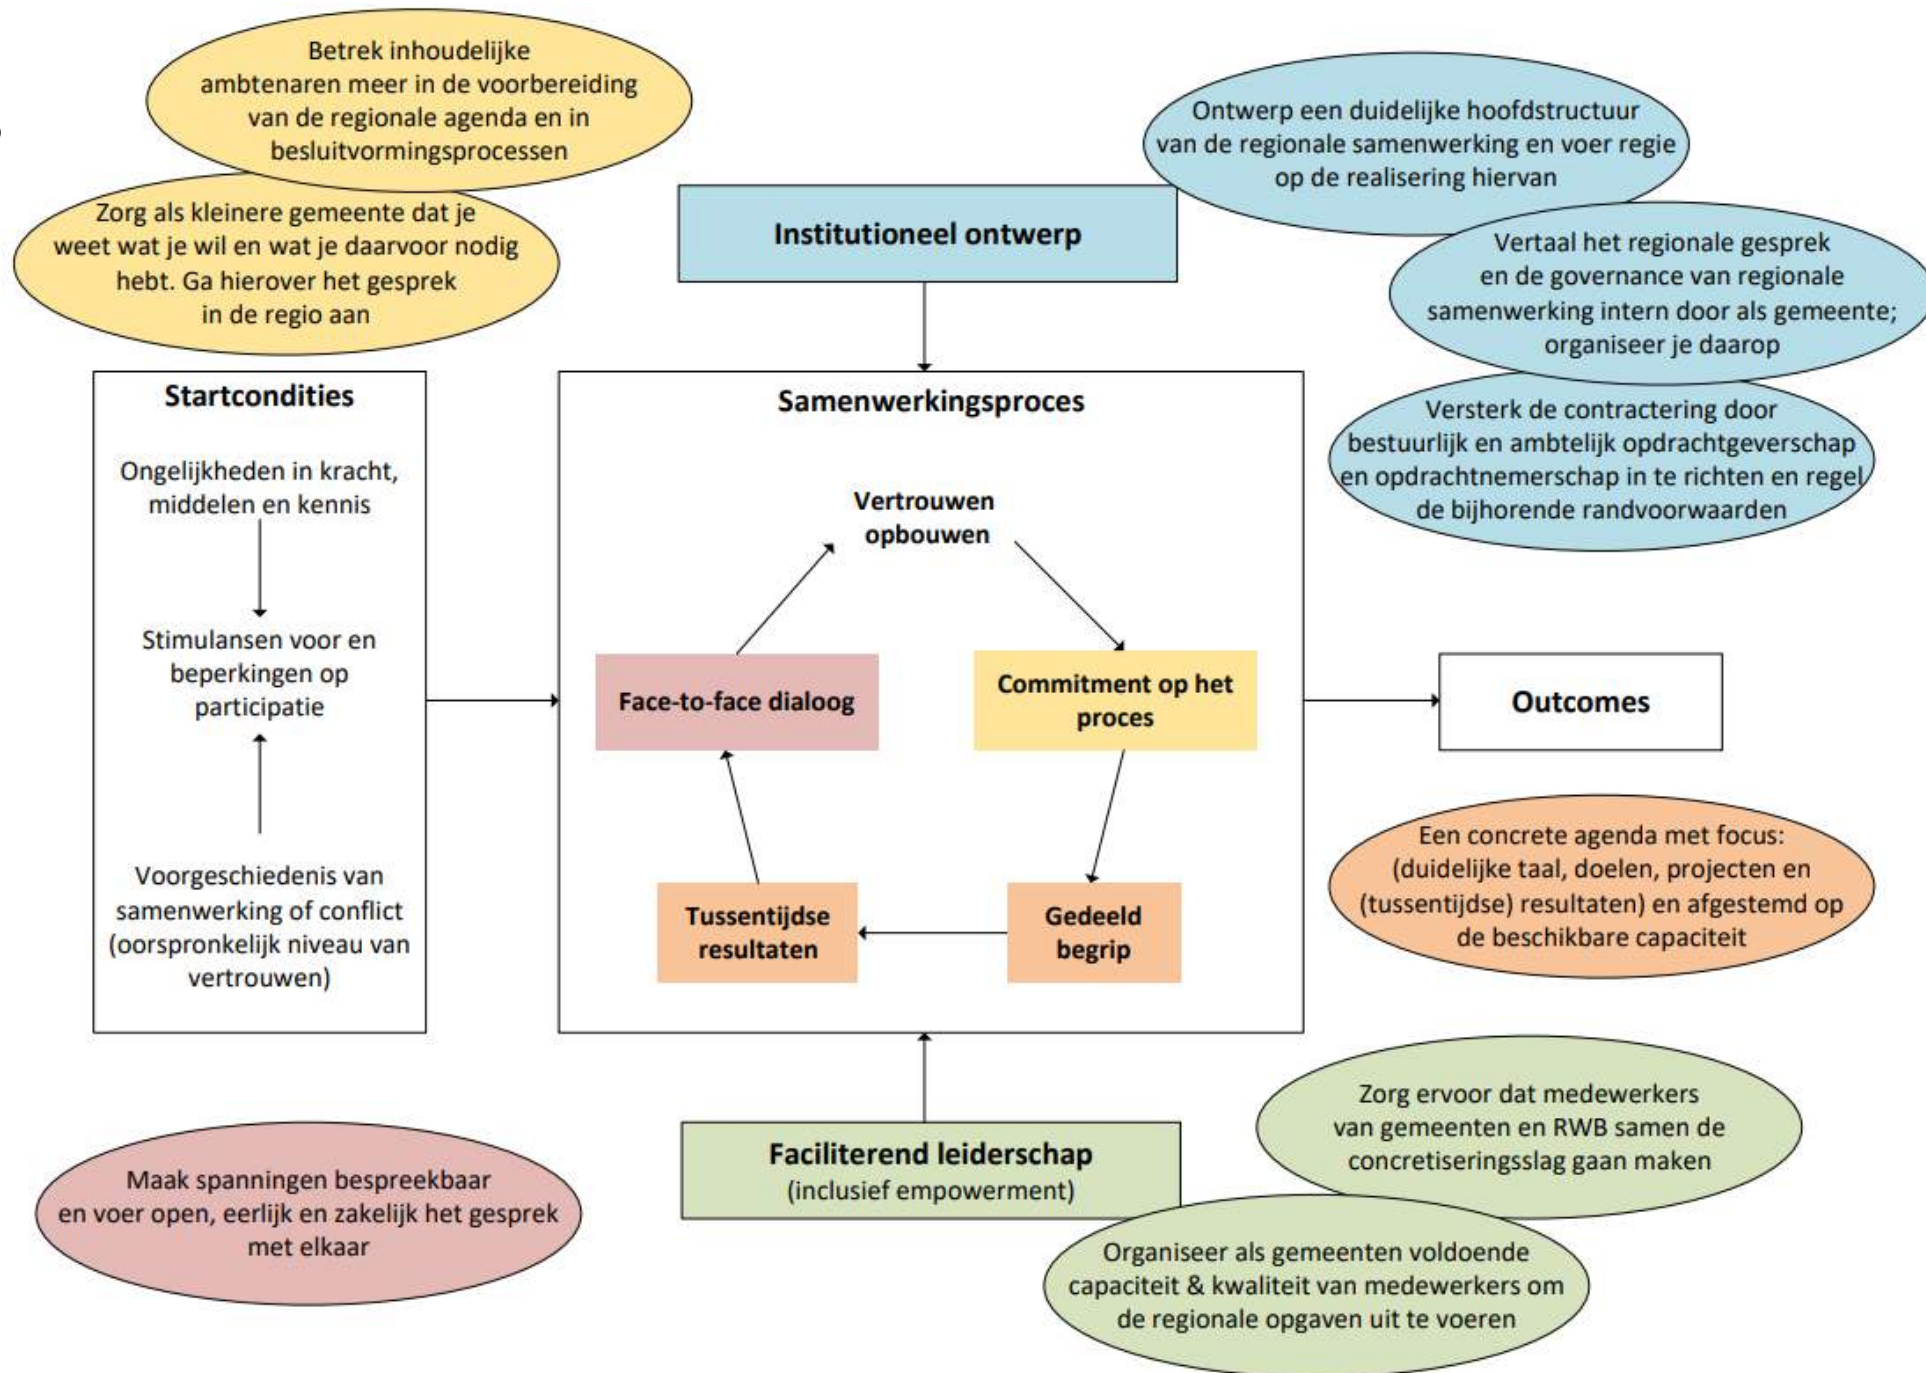 Betrek inhoudelijke
ambtenaren meer in de voorbereiding
van de regionale agenda en in
besluitvormingsprocessen
Zorg als kleinere gemeente dat je
weet wat je wil en wat je daarvoor nodig
hebt. Ga hierover het gesprek
in de regio aan
Institutioneel ontwerp
Ontwerp een duidelijke hoofdstructuur
van de regionale samenwerking en voer regie
op de realisering hiervan
Vertaal het regionale gesprek
en de governance van regionale
samenwerking intern door als gemeente;
organiseer je daarop
Versterk de contractering door
bestuurlijk en ambtelijk opdrachtgeverschap
en opdrachtnemerschap in te richten en regel
de bijhorende randvoorwaarden
Startcondities
Ongelijkheden in kracht,
middelen en kennis
Stimulansen voor en
beperkingen op
participatie
Voorgeschiedenis van
samenwerking of conflict
(oorspronkelijk niveau van
vertrouwen)
Samenwerkingsproces
Vertrouwen
opbouwen
Face-to-face dialoog
Commitment op het
proces
Tussentijdse
resultaten
Gedeeld
begrip
Outcomes
Een concrete agenda met focus:
(duidelijke taal, doelen, projecten en
(tussentijdse) resultaten) en afgestemd op
de beschikbare capaciteit
Maak spanningen bespreekbaar
en voer open, eerlijk en zakelijk het gesprek
met elkaar
Faciliterend leiderschap
(inclusief empowerment)
Zorg ervoor dat medewerkers
van gemeenten en RWB samen de
concretiseringsslag gaan maken
Organiseer als gemeenten voldoende
capaciteit & kwaliteit van medewerkers om
de regionale opgaven uit te voeren